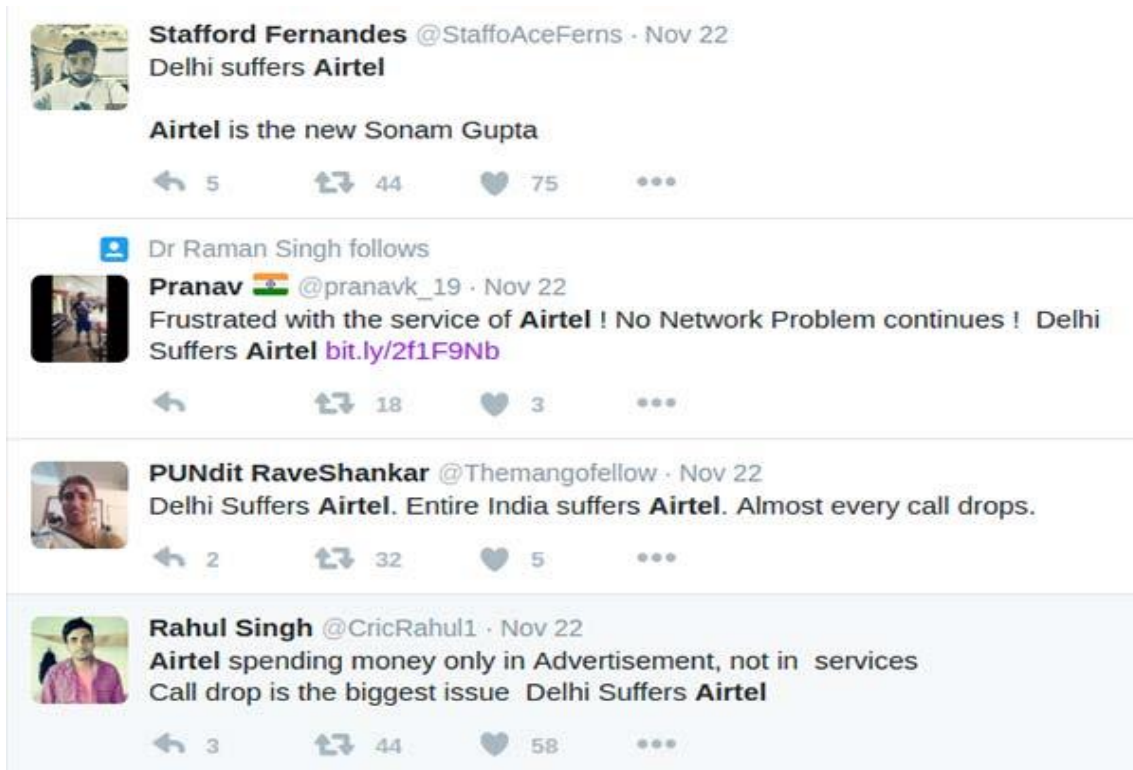 Stafford Fernandes @StaffoAceFerns · Nov 22
Delhi suffers Airtel
Airtel is the new Sonam Gupta
5 44 75 •••
Dr Raman Singh follows
Pranav 🇮🇳 @pranavk_19 · Nov 22
Frustrated with the service of Airtel ! No Network Problem continues ! Delhi
Suffers Airtel bit.ly/2f1F9Nb
18 3 •••
PUNdit RaveShankar @Themangofellow · Nov 22
Delhi Suffers Airtel. Entire India suffers Airtel. Almost every call drops.
2 32 5 •••
Rahul Singh @CricRahul1 · Nov 22
Airtel spending money only in Advertisement, not in services
Call drop is the biggest issue Delhi Suffers Airtel
3 44 58 •••